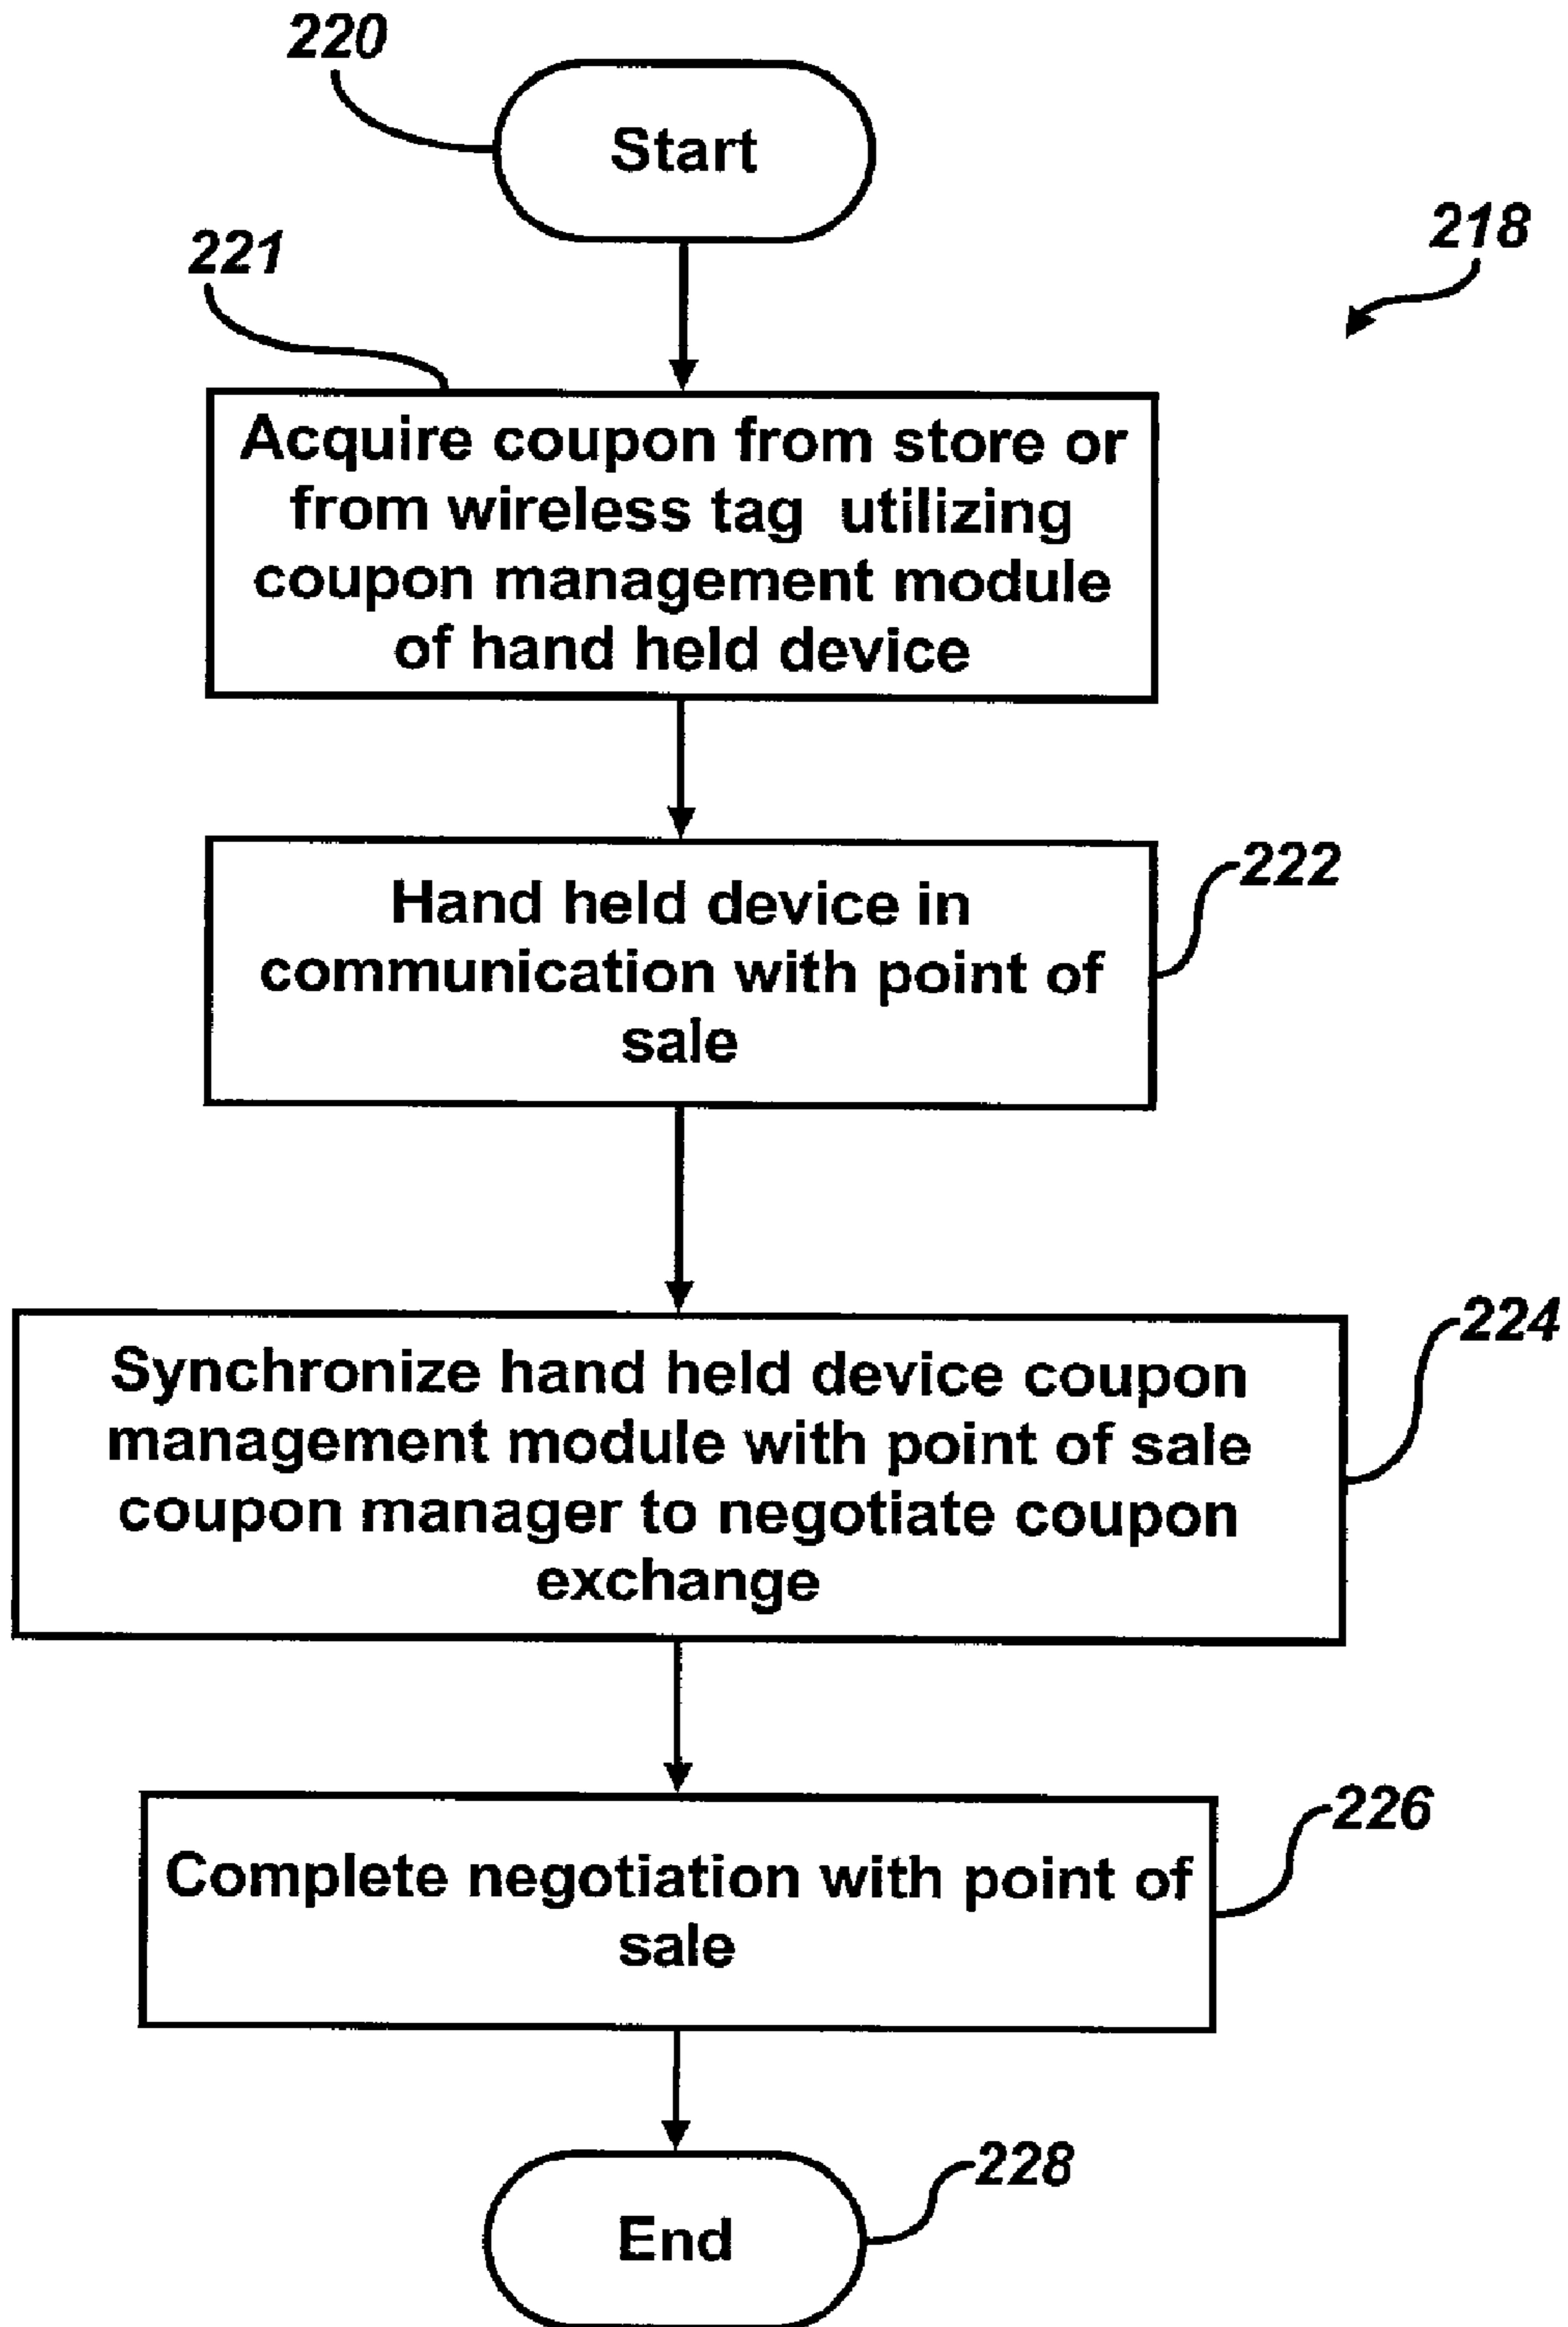 220
Start
218
221
Acquire coupon from store or
from wireless tag utilizing
coupon management module
of hand held device
222
Hand held device in
communication with point of
sale
224
Synchronize hand held device coupon
management module with point of sale
coupon manager to negotiate coupon
exchange
226
Complete negotiation with point of
sale
228
End